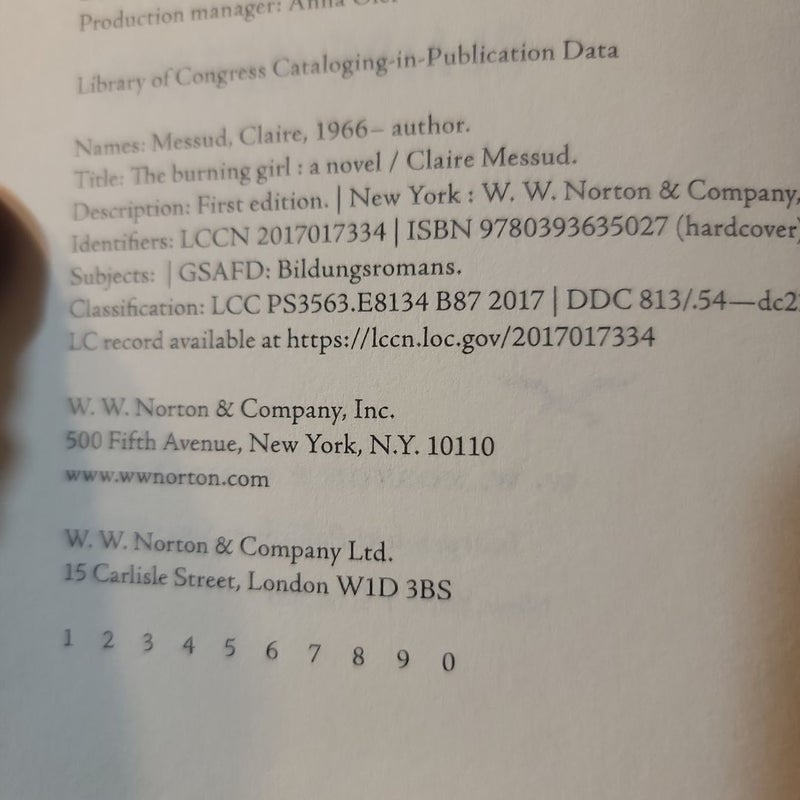 Production manager: Anna
Library of Congress Cataloging-in-Publication Data
Names: Messud, Claire, 1966– author.
Title: The burning girl : a novel / Claire Messud.
Description: First edition. | New York : W. W. Norton & Company,
Identifiers: LCCN 2017017334 | ISBN 9780393635027 (hardcover)
Subjects: | GSAFD: Bildungsromans.
Classification: LCC PS3563.E8134 B87 2017 | DDC 813/.54—dc2
LC record available at https://lccn.loc.gov/2017017334
W. W. Norton & Company, Inc.
500 Fifth Avenue, New York, N.Y. 10110
www.wwnorton.com
W. W. Norton & Company Ltd.
15 Carlisle Street, London W1D 3BS
1 2 3 4 5 6 7 8 9 0